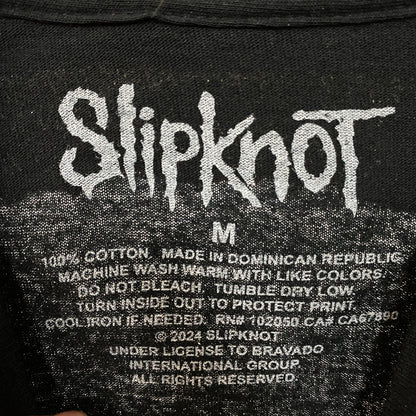 SlipknoT
M
100% COTTON. MADE IN DOMINICAN REPUBLIC
MACHINE WASH WARM WITH LIKE COLORS.
DO NOT BLEACH. TUMBLE DRY LOW.
TURN INSIDE OUT TO PROTECT PRINT.
COOL IRON IF NEEDED. RN# 102050 CA# CA67890
© 2024 SLIPKNOT
UNDER LICENSE TO BRAVADO
INTERNATIONAL GROUP.
ALL RIGHTS RESERVED.